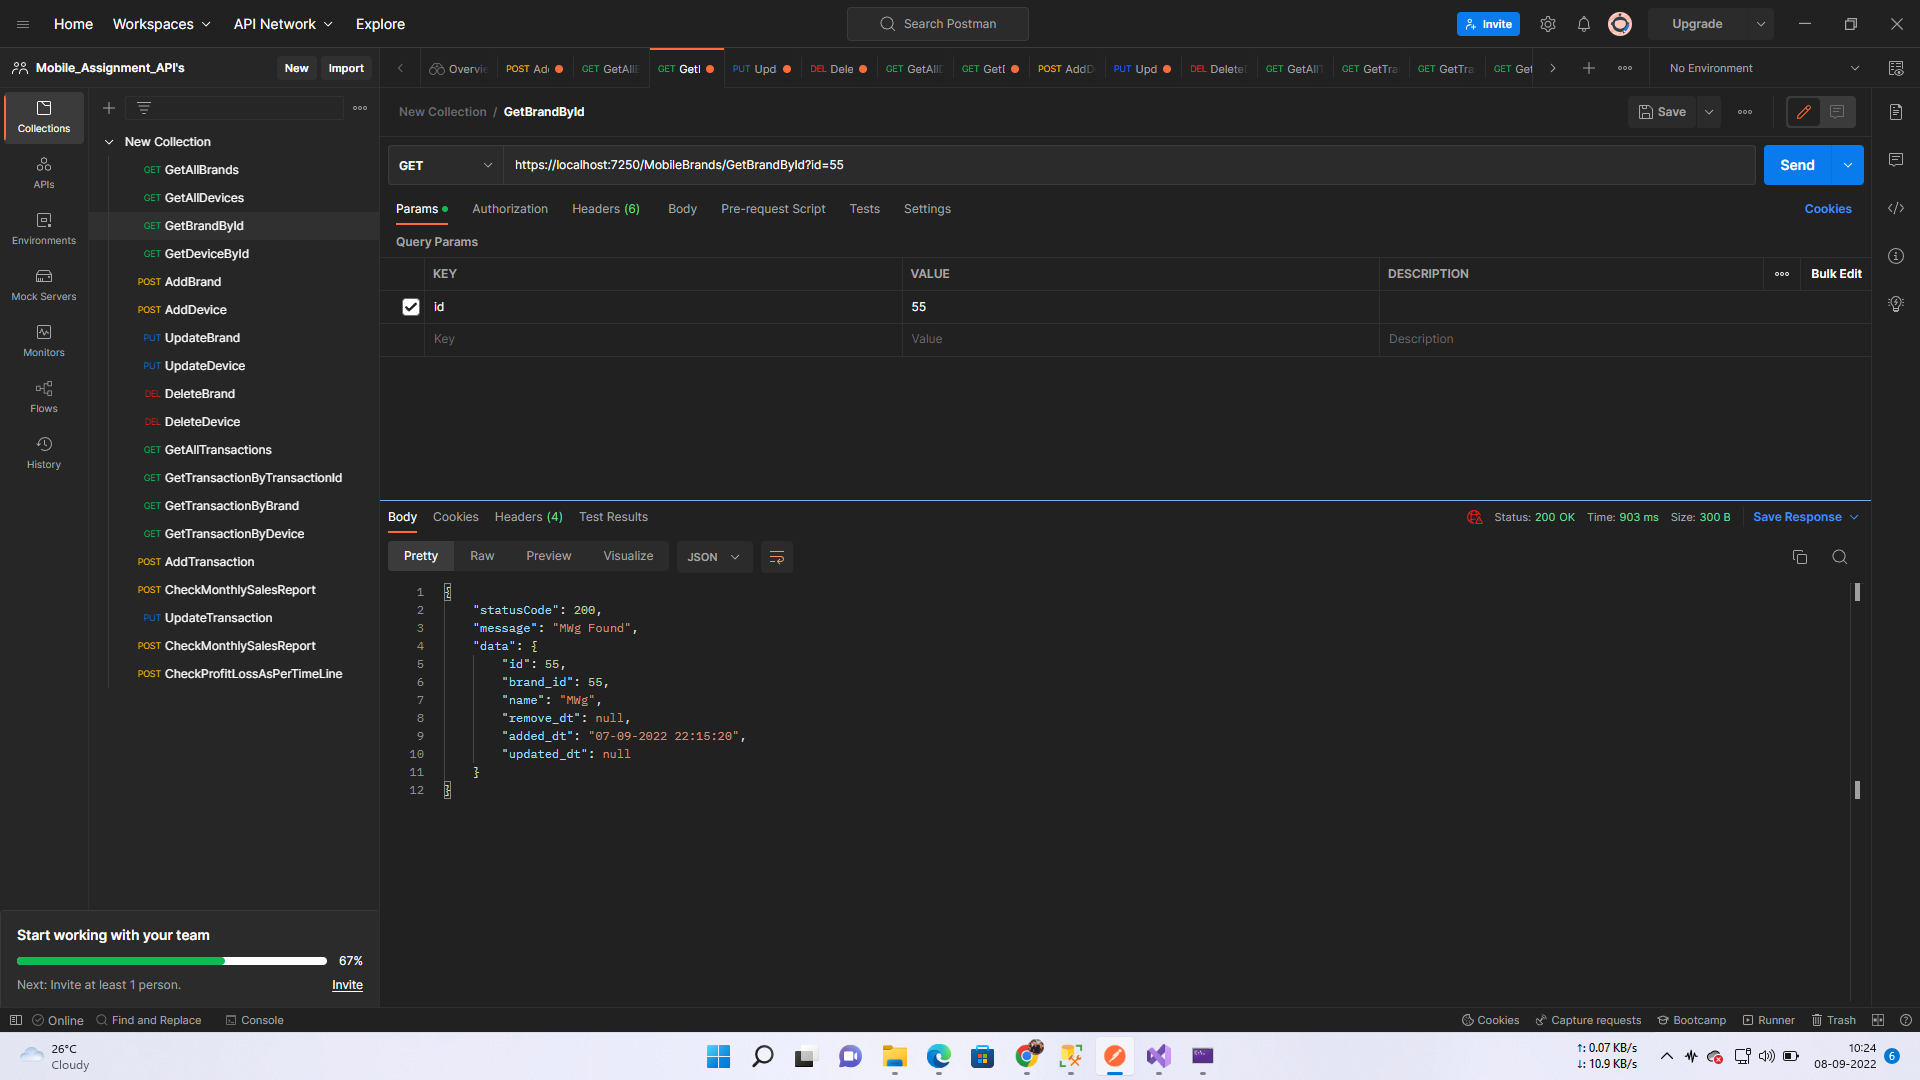 Home Workspaces API Network Explore Search Postman Invite Upgrade
Mobile_Assignment_API's New Import
Overvi POST Ad GET GetAllE GET GetI PUT Upd DEL Dele GET GetAllD GET GetD POST AddD PUT Upd DEL Delete GET GetAllT GET GetTra GET GetTra GET Get No Environment
Collections
APIs
Environments
Mock Servers
Monitors
Flows
History
New Collection
GET GetAllBrands
GET GetAllDevices
GET GetBrandById
GET GetDeviceById
POST AddBrand
POST AddDevice
PUT UpdateBrand
PUT UpdateDevice
DEL DeleteBrand
DEL DeleteDevice
GET GetAllTransactions
GET GetTransactionByTransactionId
GET GetTransactionByBrand
GET GetTransactionByDevice
POST AddTransaction
POST CheckMonthlySalesReport
PUT UpdateTransaction
POST CheckMonthlySalesReport
POST CheckProfitLossAsPerTimeLine
Start working with your team
67%
Next: Invite at least 1 person. Invite
New Collection / GetBrandById Save
GET https://localhost:7250/MobileBrands/GetBrandById?id=55 Send
Params Authorization Headers (6) Body Pre-request Script Tests Settings Cookies
Query Params
KEY VALUE DESCRIPTION Bulk Edit
id 55
Key Value Description
Body Cookies Headers (4) Test Results Status: 200 OK Time: 903 ms Size: 300 B Save Response
Pretty Raw Preview Visualize JSON
1 {
2 "statusCode": 200,
3 "message": "MWg Found",
4 "data": {
5 "id": 55,
6 "brand_id": 55,
7 "name": "MWg",
8 "remove_dt": null,
9 "added_dt": "07-09-2022 22:15:20",
10 "updated_dt": null
11 }
12 }
Online Find and Replace Console Cookies Capture requests Bootcamp Runner Trash
26°C
Cloudy
↑: 0.07 KB/s
↓: 10.9 KB/s
10:24
08-09-2022
6